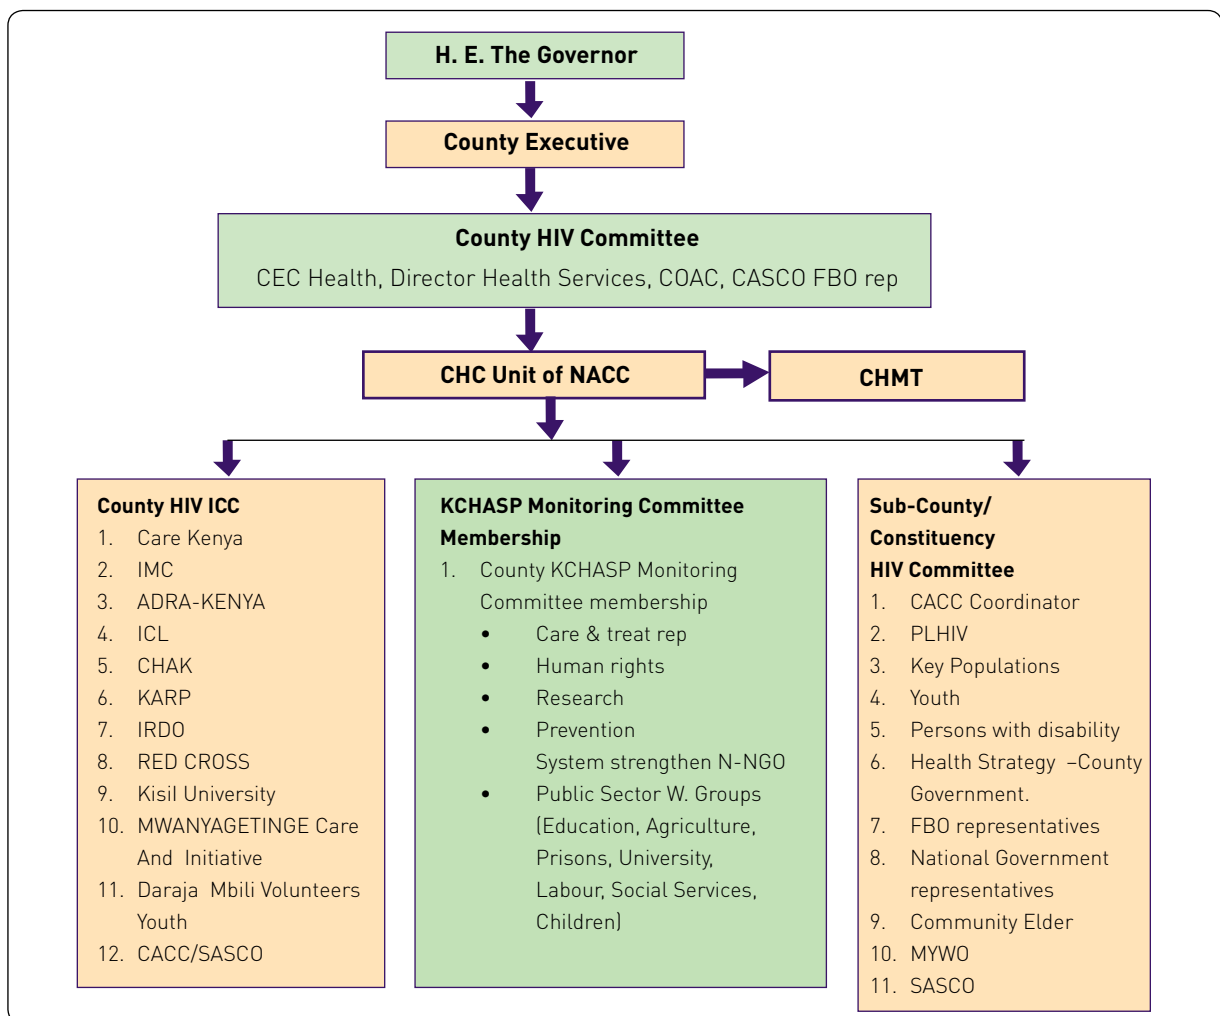 H. E. The Governor
County Executive
County HIV Committee
CEC Health, Director Health Services, COAC, CASCO FBO rep
CHC Unit of NACC
CHMT
County HIV ICC
1. Care Kenya
2. IMC
3. ADRA-KENYA
4. ICL
5. CHAK
6. KARP
7. IRDO
8. RED CROSS
9. KisiI University
10. MWANYAGETINGE Care
And Initiative
11. Daraja Mbili Volunteers
Youth
12. CACC/SASCO
KCHASP Monitoring Committee
Membership
1. County KCHASP Monitoring
Committee membership
• Care & treat rep
• Human rights
• Research
• Prevention
System strengthen N-NGO
• Public Sector W. Groups
(Education, Agriculture,
Prisons, University,
Labour, Social Services,
Children)
Sub-County/
Constituency
HIV Committee
1. CACC Coordinator
2. PLHIV
3. Key Populations
4. Youth
5. Persons with disability
6. Health Strategy –County
Government.
7. FBO representatives
8. National Government
representatives
9. Community Elder
10. MYWO
11. SASCO